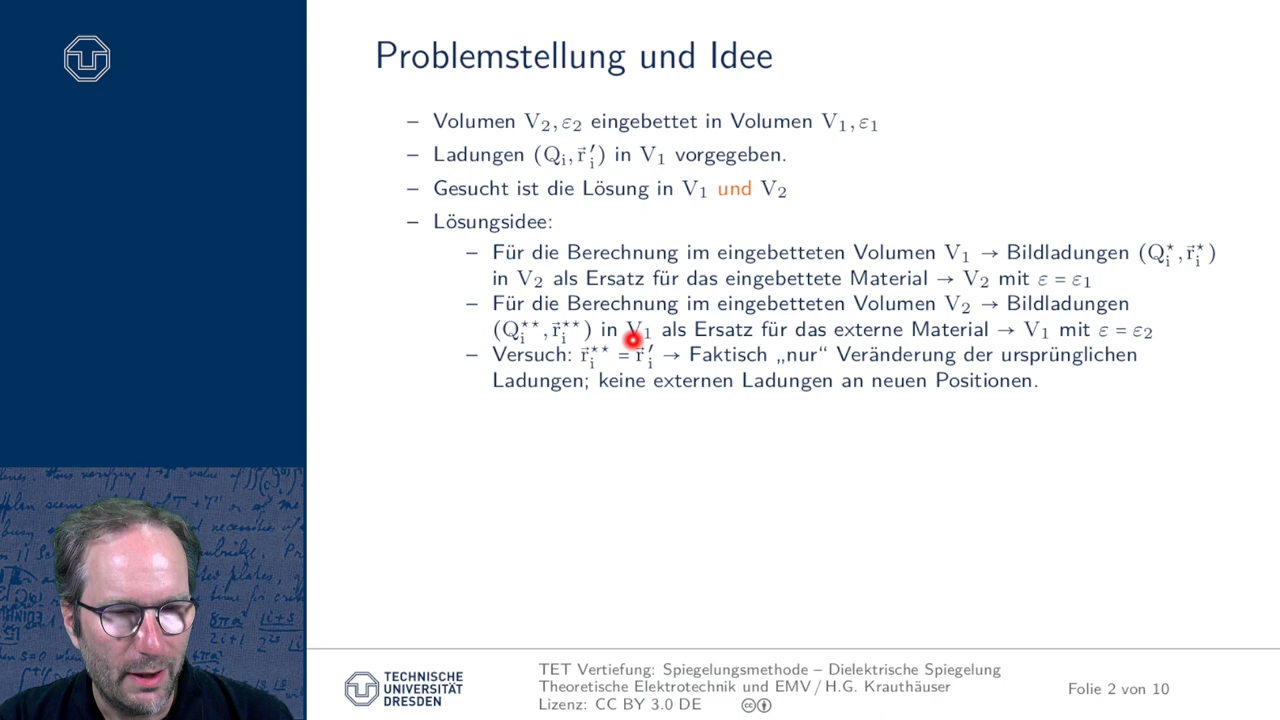 Problemstellung und Idee
– Volumen V₂, ε₂ eingebettet in Volumen V₁, ε₁
– Ladungen (Qᵢ, r⃗ᵢ′) in V₁ vorgegeben.
– Gesucht ist die Lösung in V₁ und V₂
– Lösungsidee:
– Für die Berechnung im eingebetteten Volumen V₁ → Bildladungen (Qᵢ⋆, r⃗ᵢ⋆)
in V₂ als Ersatz für das eingebettete Material → V₂ mit ε = ε₁
– Für die Berechnung im eingebetteten Volumen V₂ → Bildladungen
(Qᵢ⋆⋆, r⃗ᵢ⋆⋆) in V₁ als Ersatz für das externe Material → V₁ mit ε = ε₂
– Versuch: r⃗ᵢ⋆⋆ = r⃗ᵢ′ → Faktisch „nur“ Veränderung der ursprünglichen
Ladungen; keine externen Ladungen an neuen Positionen.
TECHNISCHE
UNIVERSITÄT
DRESDEN
TET Vertiefung: Spiegelungsmethode – Dielektrische Spiegelung
Theoretische Elektrotechnik und EMV / H.G. Krauthäuser
Lizenz: CC BY 3.0 DE
Folie 2 von 10